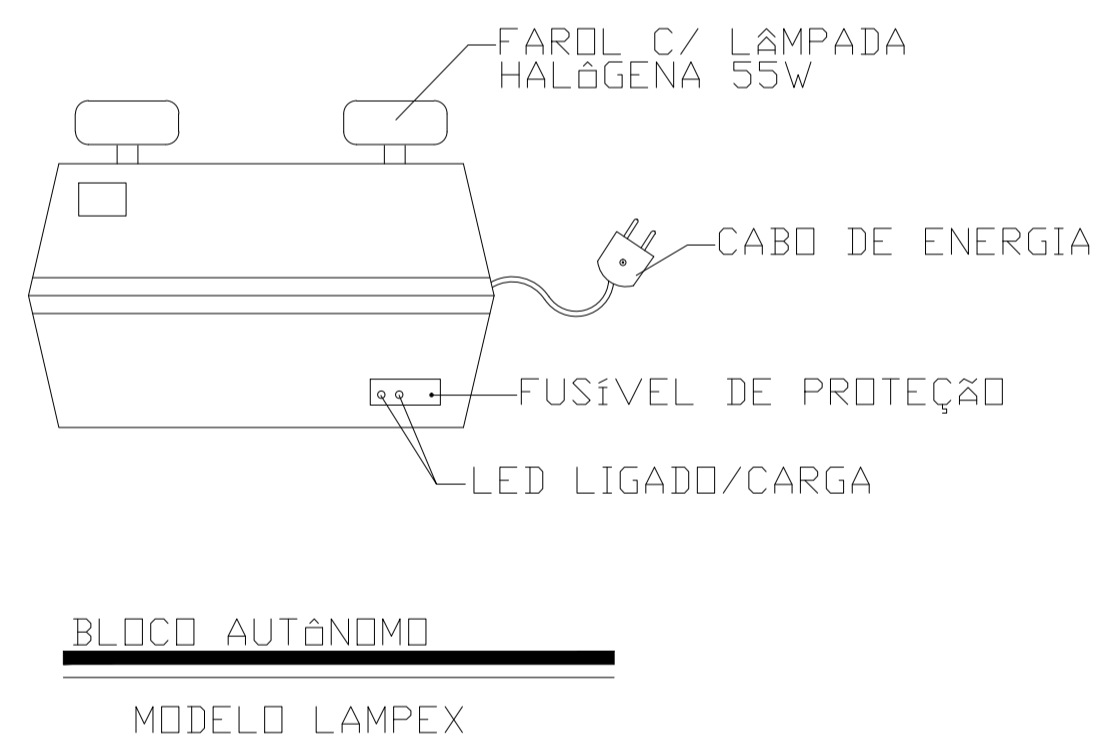 FAROL C/ LÂMPADA
HALÔGENA 55W
CABO DE ENERGIA
FUSíVEL DE PROTEÇÃO
LED LIGADO/CARGA
BLOCO AUTÔNOMO
MODELO LAMPEX